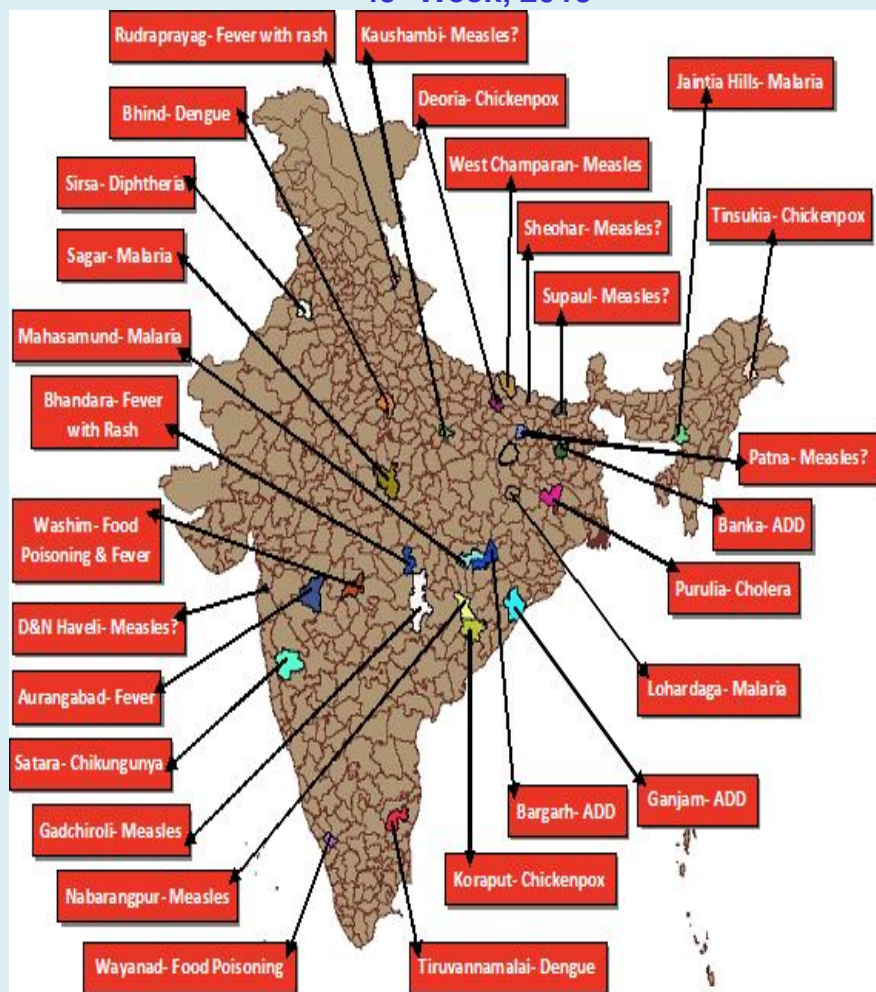 Rudraprayag- Fever with rash
Kaushambi- Measles?
Jaintia Hills- Malaria
Bhind- Dengue
Deoria- Chickenpox
West Champaran- Measles
Sirsa- Diphtheria
Tinsukia- Chickenpox
Sheohar- Measles?
Sagar- Malaria
Supaul- Measles?
Mahasamund- Malaria
Bhandara- Fever
with Rash
Patna- Measles?
Washim- Food
Poisoning & Fever
Banka- ADD
Purulia- Cholera
D&N Haveli- Measles?
Aurangabad- Fever
Lohardaga- Malaria
Satara- Chikungunya
Ganjam- ADD
Bargarh- ADD
Gadchiroli- Measles
Koraput- Chickenpox
Nabarangpur- Measles
Wayanad- Food Poisoning
Tiruvannamalai- Dengue